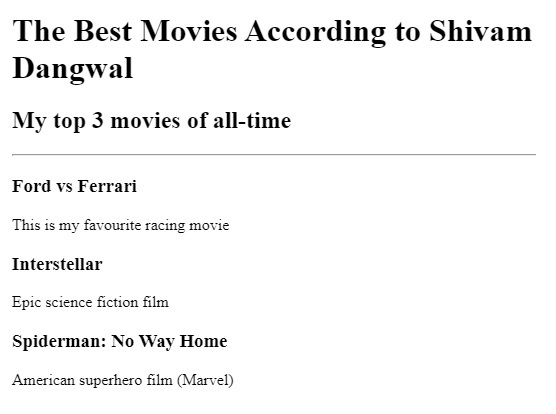 The Best Movies According to Shivam
Dangwal
My top 3 movies of all-time
Ford vs Ferrari
This is my favourite racing movie
Interstellar
Epic science fiction film
Spiderman: No Way Home
American superhero film (Marvel)